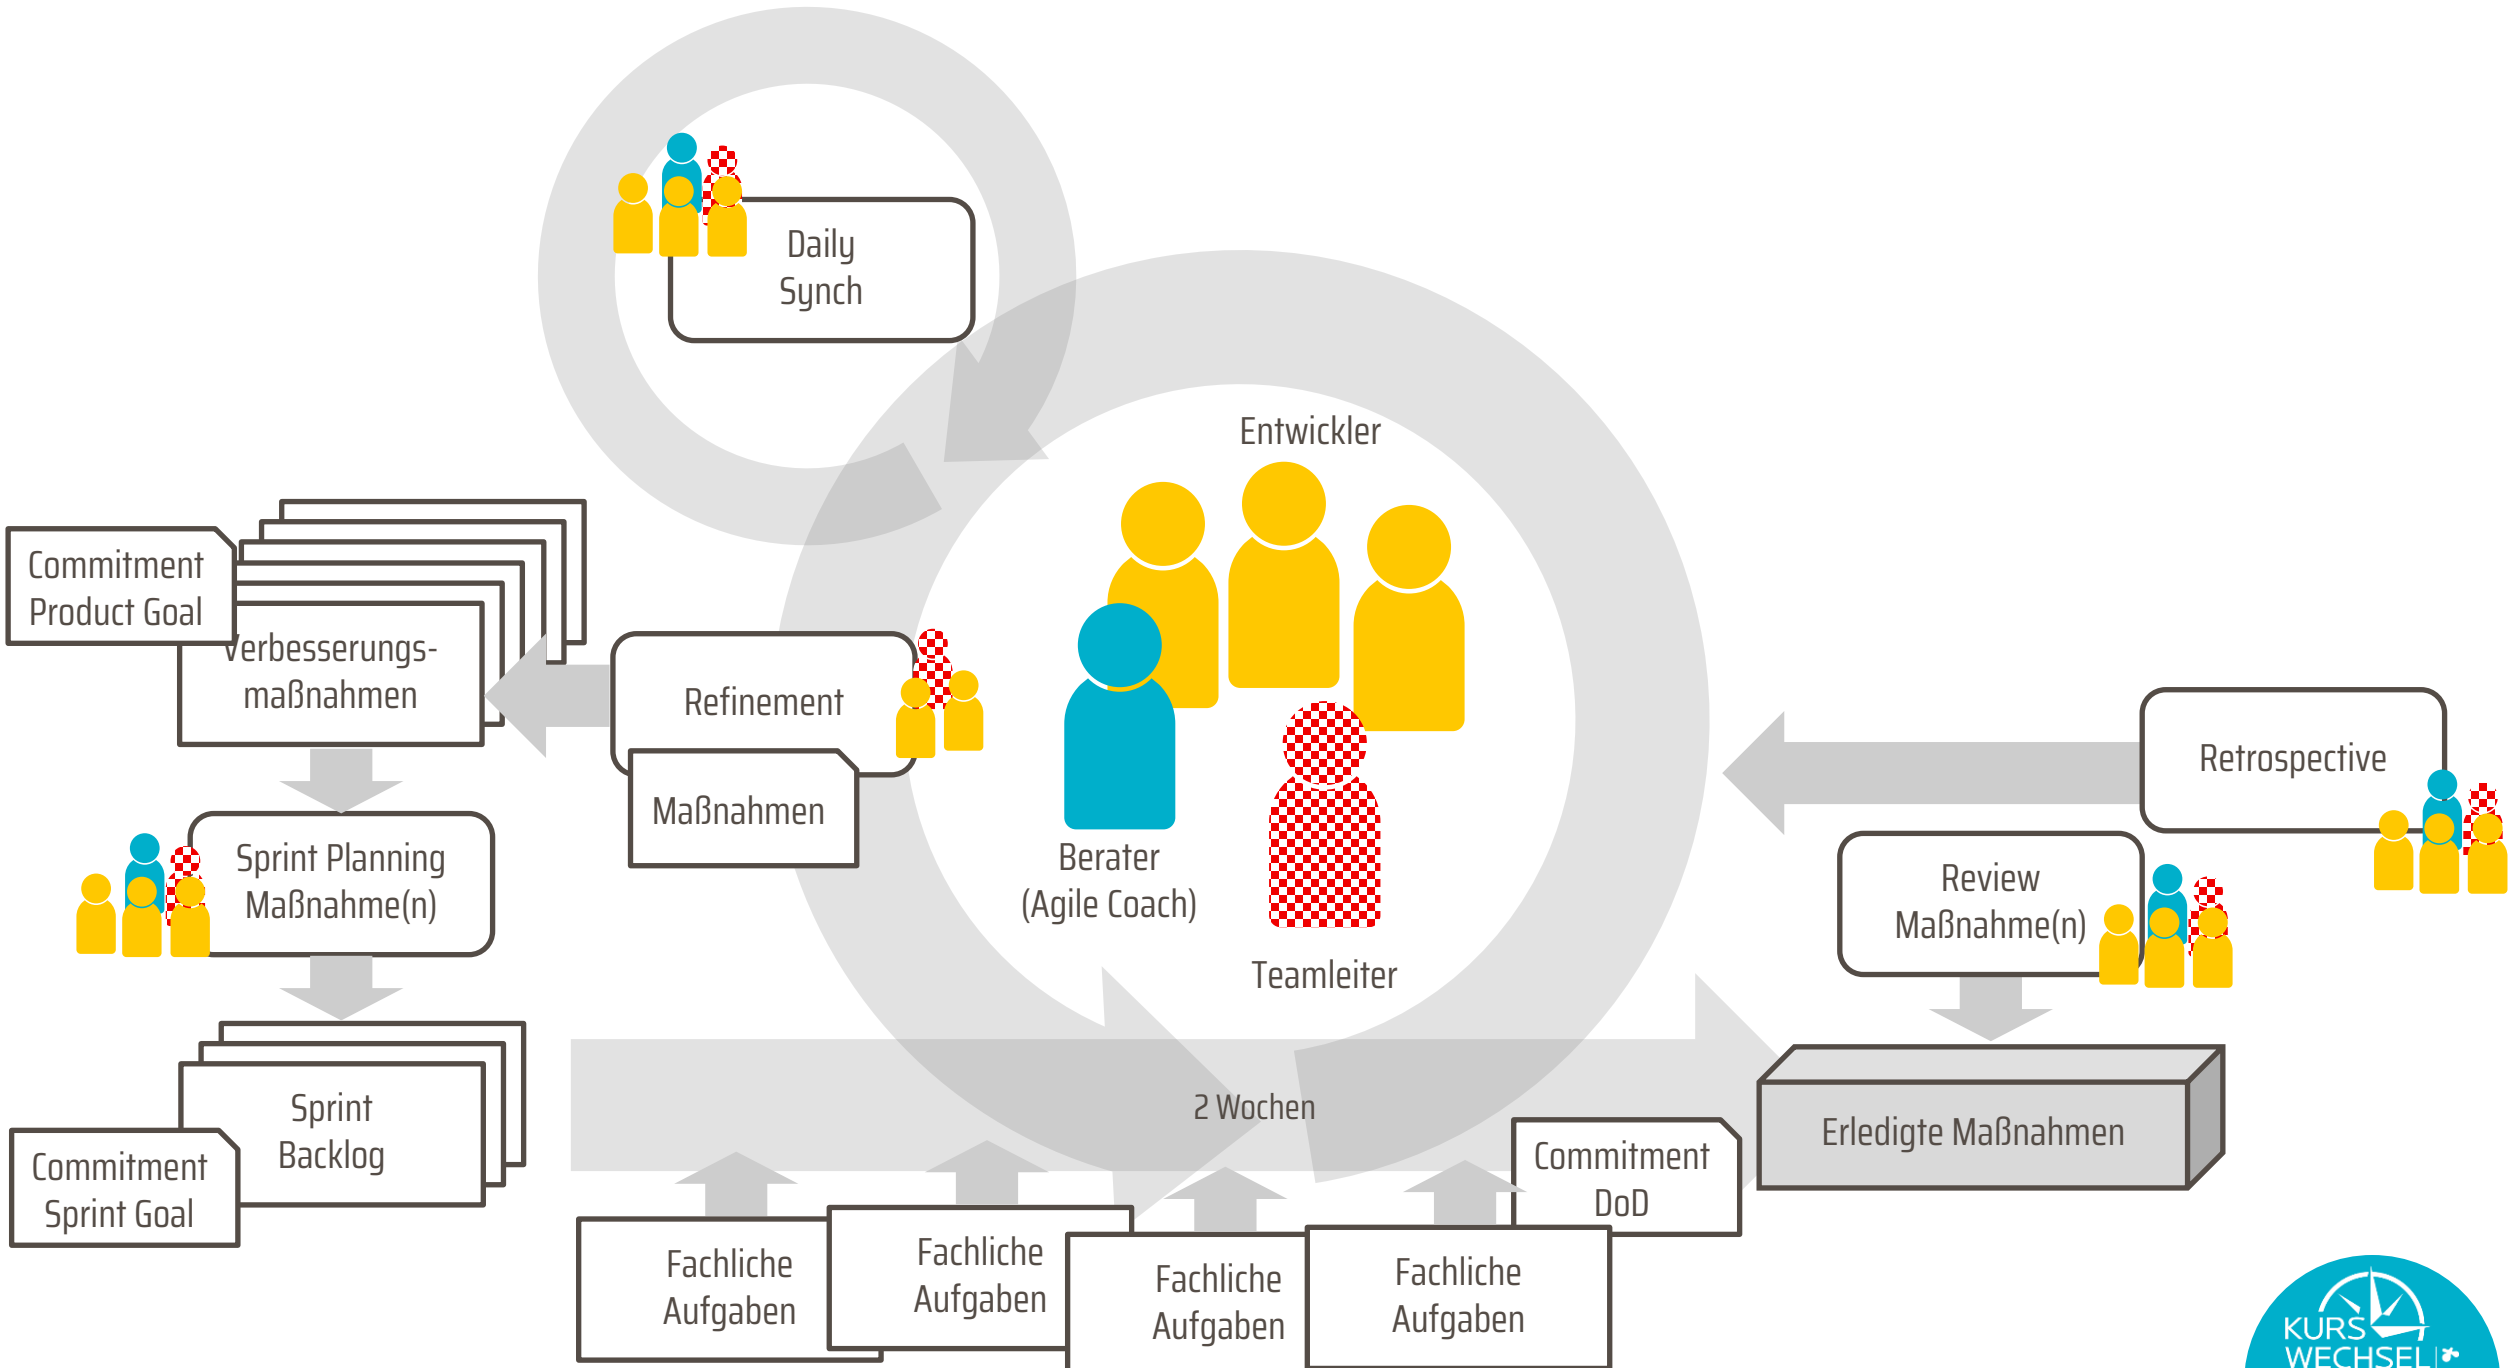 Daily
Synch
Entwickler
Commitment
Product Goal
Verbesserungs-
maßnahmen
Refinement
Maßnahmen
Sprint Planning
Maßnahme(n)
Berater
(Agile Coach)
Teamleiter
Retrospective
Review
Maßnahme(n)
Sprint
Backlog
Commitment
Sprint Goal
2 Wochen
Commitment
DoD
Erledigte Maßnahmen
Fachliche
Aufgaben
Fachliche
Aufgaben
Fachliche
Aufgaben
Fachliche
Aufgaben
KURS
WECHSEL